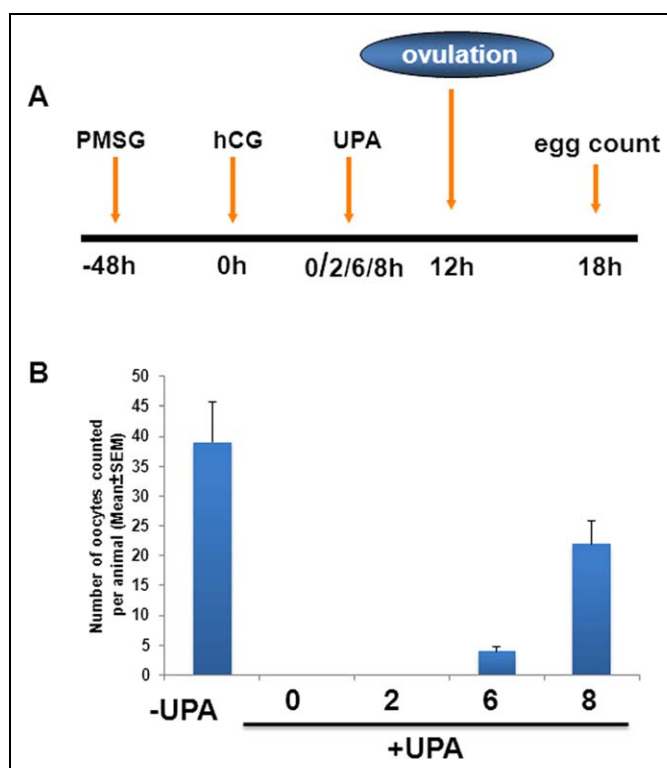 ovulation
A
PMSG hCG UPA egg count
-48h 0h 0/2/6/8h 12h 18h
B
Number of oocytes counted
per animal (Mean±SEM)
50
45
40
35
30
25
20
15
10
5
0
-UPA 0 2 6 8
+UPA